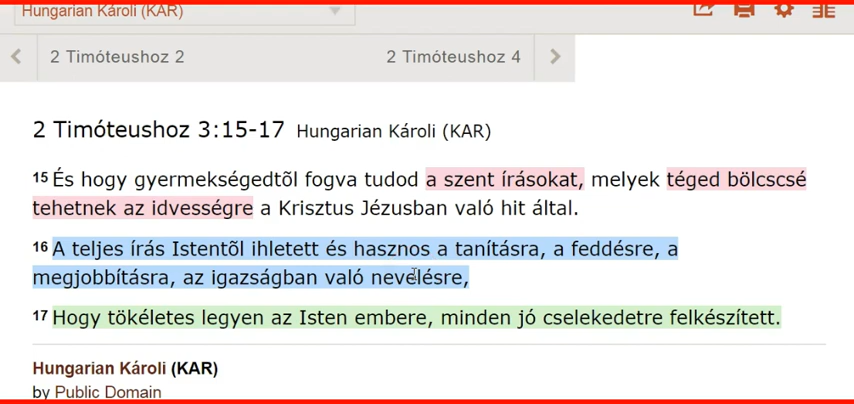 Hungarian Károli (KAR)
2 Timóteushoz 2
2 Timóteushoz 4
2 Timóteushoz 3:15-17 Hungarian Károli (KAR)
15 És hogy gyermekségedtõl fogva tudod a szent írásokat, melyek téged bölcscsé
tehetnek az idvességre a Krisztus Jézusban való hit által.
16 A teljes írás Istentõl ihletett és hasznos a tanításra, a feddésre, a
megjobbításra, az igazságban való nevelésre,
17 Hogy tökéletes legyen az Isten embere, minden jó cselekedetre felkészített.
Hungarian Károli (KAR)
by Public Domain